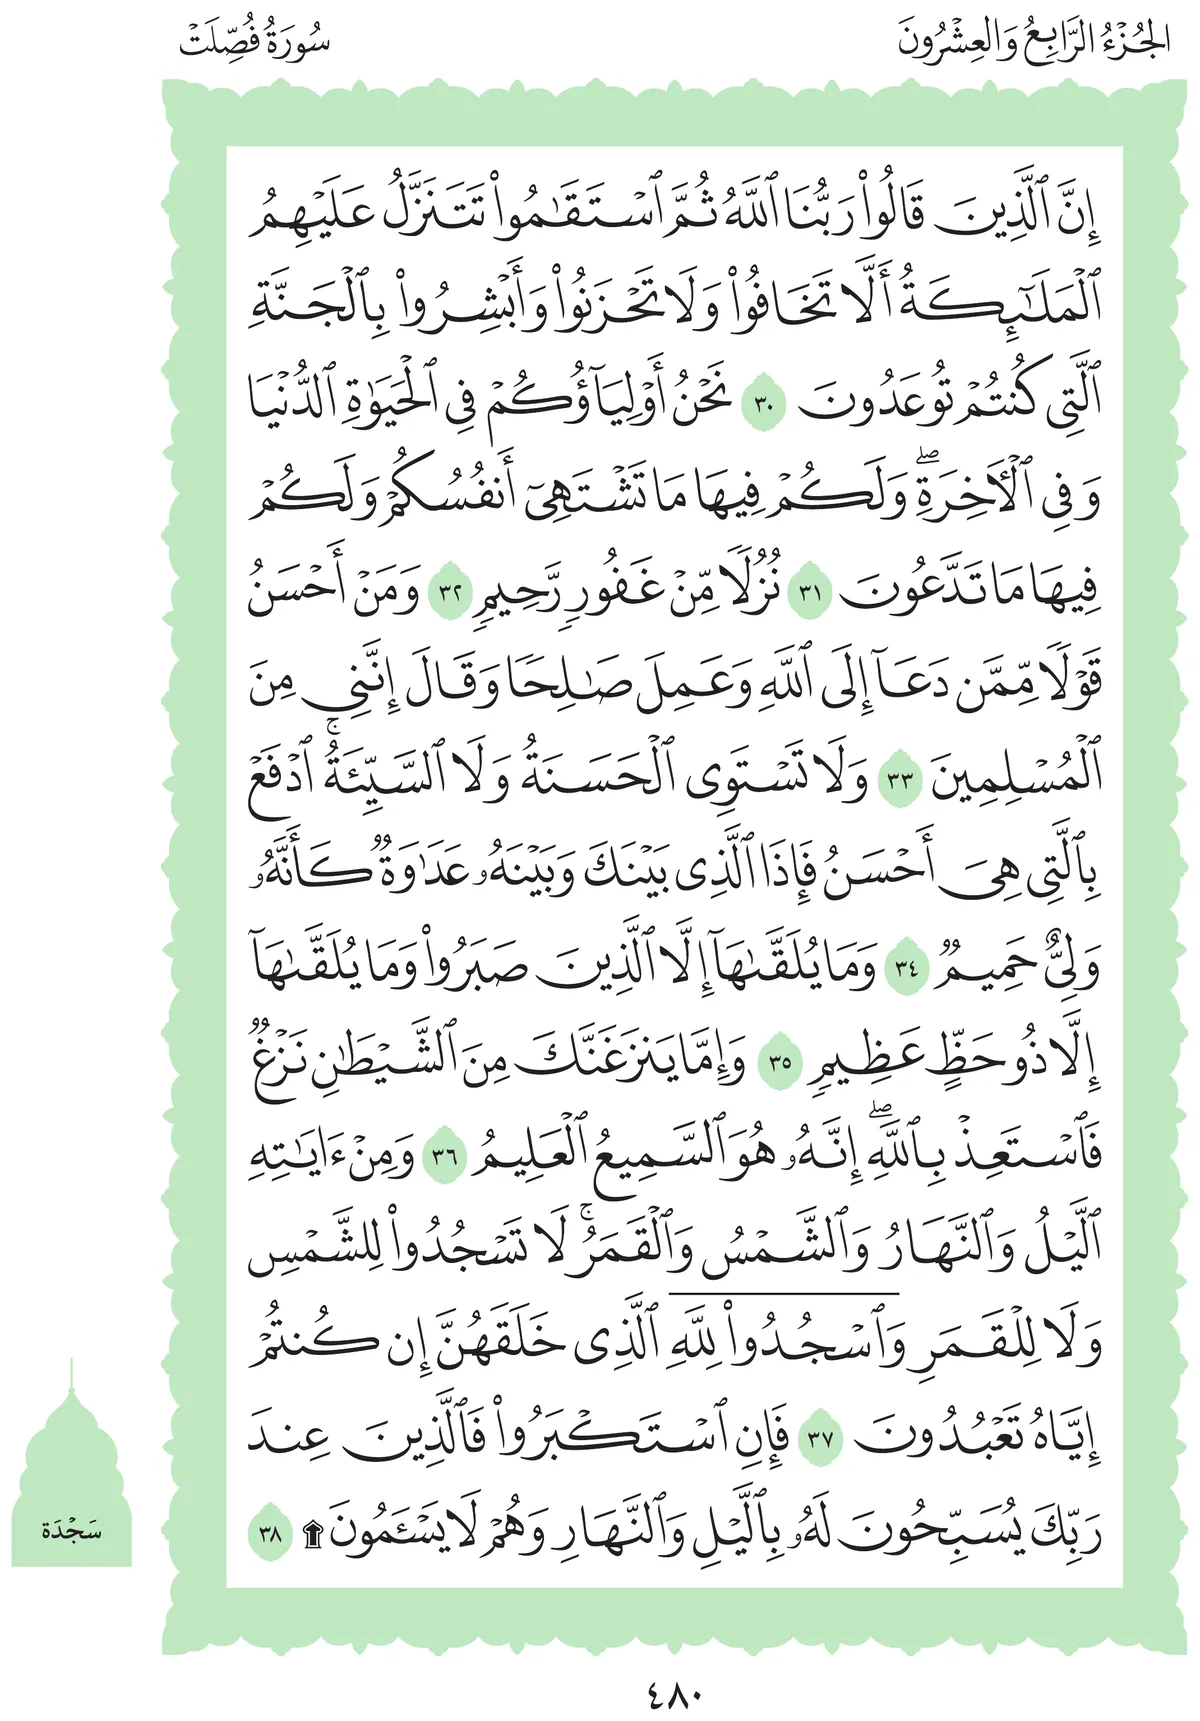 الجُزْءُ الرَّابِعُ وَالعِشْرُونَ
سُورَةُ فُصِّلَتْ
إِنَّ ٱلَّذِينَ قَالُوا۟ رَبُّنَا ٱللَّهُ ثُمَّ ٱسْتَقَـٰمُوا۟ تَتَنَزَّلُ عَلَيْهِمُ
ٱلْمَلَـٰٓئِكَةُ أَلَّا تَخَافُوا۟ وَلَا تَحْزَنُوا۟ وَأَبْشِرُوا۟ بِٱلْجَنَّةِ
ٱلَّتِى كُنتُمْ تُوعَدُونَ ٣٠ نَحْنُ أَوْلِيَآؤُكُمْ فِى ٱلْحَيَوٰةِ ٱلدُّنْيَا
وَفِى ٱلْـَٔاخِرَةِ ۖ وَلَكُمْ فِيهَا مَا تَشْتَهِىٓ أَنفُسُكُمْ وَلَكُمْ
فِيهَا مَا تَدَّعُونَ ٣١ نُزُلًا مِّنْ غَفُورٍ رَّحِيمٍ ٣٢ وَمَنْ أَحْسَنُ
قَوْلًا مِّمَّن دَعَآ إِلَى ٱللَّهِ وَعَمِلَ صَـٰلِحًا وَقَالَ إِنَّنِى مِنَ
ٱلْمُسْلِمِينَ ٣٣ وَلَا تَسْتَوِى ٱلْحَسَنَةُ وَلَا ٱلسَّيِّئَةُ ۚ ٱدْفَعْ
بِٱلَّتِى هِىَ أَحْسَنُ فَإِذَا ٱلَّذِى بَيْنَكَ وَبَيْنَهُۥ عَدَٰوَةٌ كَأَنَّهُۥ
وَلِىٌّ حَمِيمٌ ٣٤ وَمَا يُلَقَّىٰهَآ إِلَّا ٱلَّذِينَ صَبَرُوا۟ وَمَا يُلَقَّىٰهَآ
إِلَّا ذُو حَظٍّ عَظِيمٍ ٣٥ وَإِمَّا يَنزَغَنَّكَ مِنَ ٱلشَّيْطَـٰنِ نَزْغٌ
فَٱسْتَعِذْ بِٱللَّهِ ۖ إِنَّهُۥ هُوَ ٱلسَّمِيعُ ٱلْعَلِيمُ ٣٦ وَمِنْ ءَايَـٰتِهِ
ٱلَّيْلُ وَٱلنَّهَارُ وَٱلشَّمْسُ وَٱلْقَمَرُ ۚ لَا تَسْجُدُوا۟ لِلشَّمْسِ
وَلَا لِلْقَمَرِ وَٱسْجُدُوا۟ لِلَّهِ ٱلَّذِى خَلَقَهُنَّ إِن كُنتُمْ
إِيَّاهُ تَعْبُدُونَ ٣٧ فَإِنِ ٱسْتَكْبَرُوا۟ فَٱلَّذِينَ عِندَ
رَبِّكَ يُسَبِّحُونَ لَهُۥ بِٱلَّيْلِ وَٱلنَّهَارِ وَهُمْ لَا يَسْـَٔمُونَ ۩ ٣٨
سَجْدَة
٤٨٠